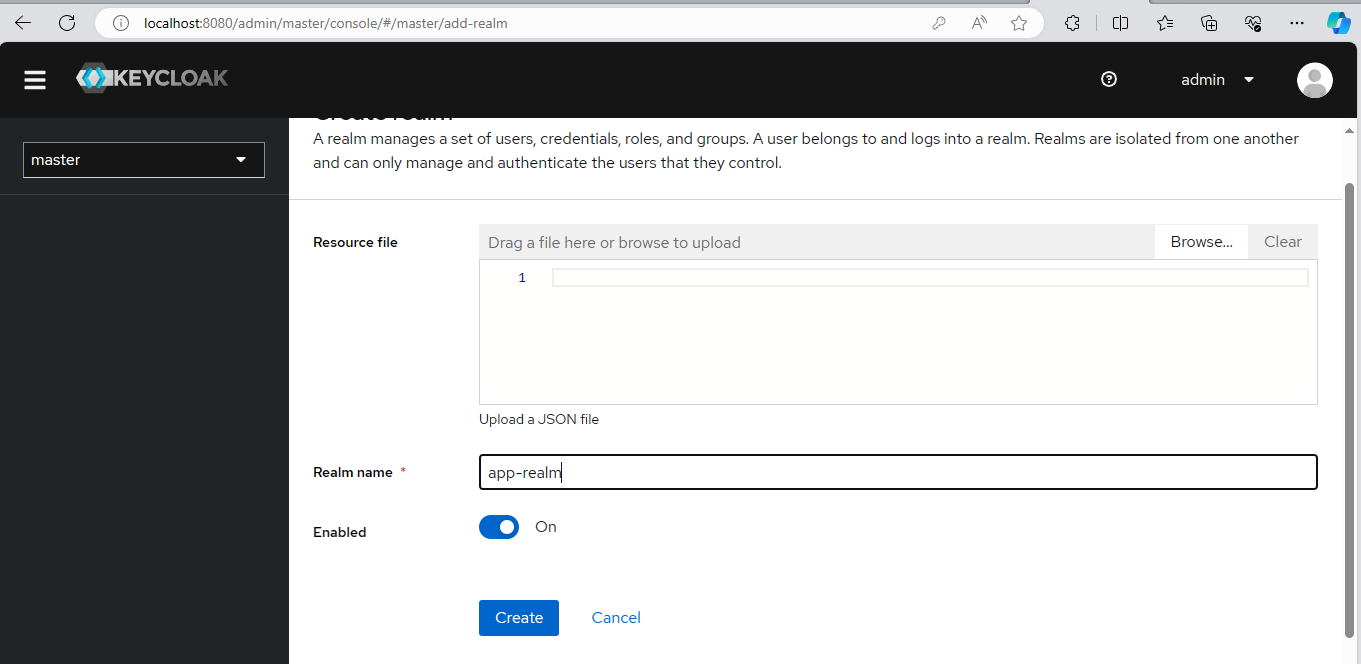 localhost:8080/admin/master/console/#/master/add-realm
KEYCLOAK
admin
master
Create realm
A realm manages a set of users, credentials, roles, and groups. A user belongs to and logs into a realm. Realms are isolated from one another
and can only manage and authenticate the users that they control.
Resource file
Drag a file here or browse to upload
Browse...
Clear
1
Upload a JSON file
Realm name *
app-realm
Enabled
On
Create
Cancel